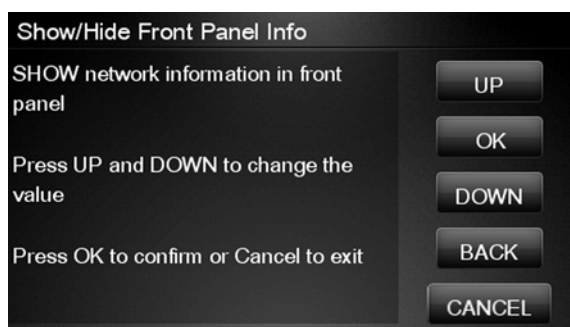 Show/Hide Front Panel Info
SHOW network information in front
panel
Press UP and DOWN to change the
value
Press OK to confirm or Cancel to exit
UP
OK
DOWN
BACK
CANCEL